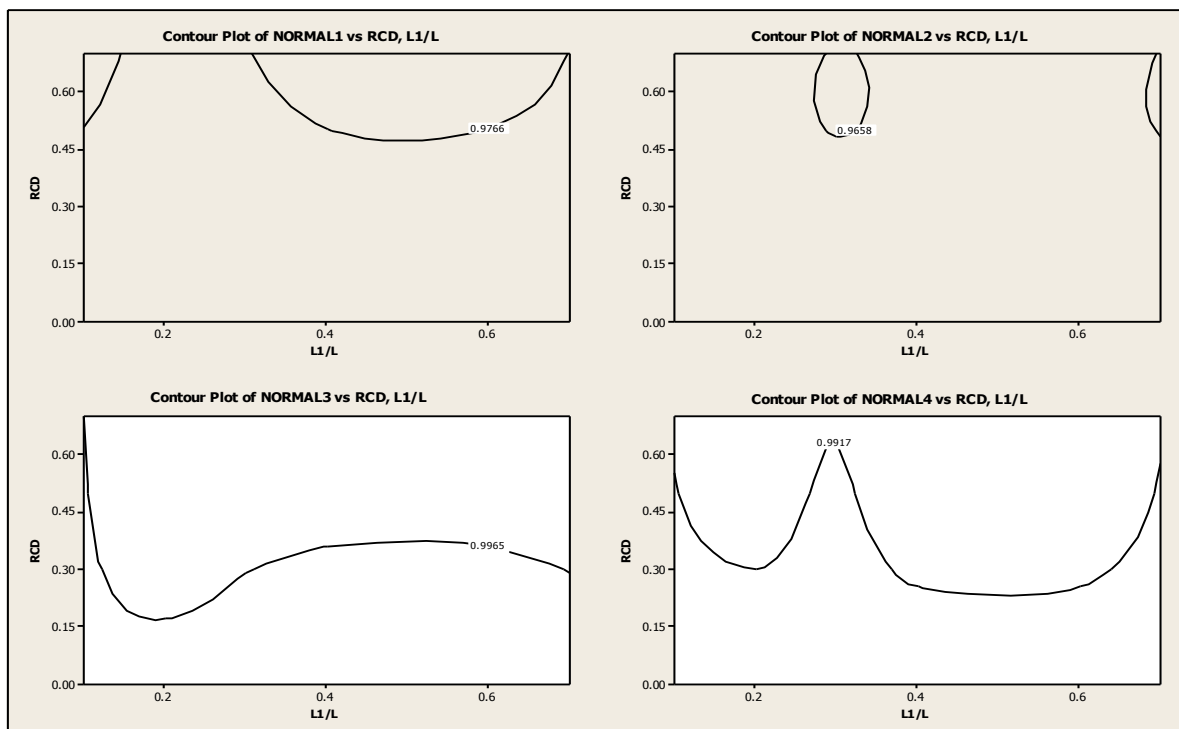 Contour Plot of NORMAL1 vs RCD, L1/L
0.60
0.45
0.30
0.15
0.00
RCD
0.9766
0.2 0.4 0.6
L1/L
Contour Plot of NORMAL2 vs RCD, L1/L
0.60
0.45
0.30
0.15
0.00
RCD
0.9658
0.2 0.4 0.6
L1/L
Contour Plot of NORMAL3 vs RCD, L1/L
0.60
0.45
0.30
0.15
0.00
RCD
0.9965
0.2 0.4 0.6
L1/L
Contour Plot of NORMAL4 vs RCD, L1/L
0.60
0.45
0.30
0.15
0.00
RCD
0.9917
0.2 0.4 0.6
L1/L